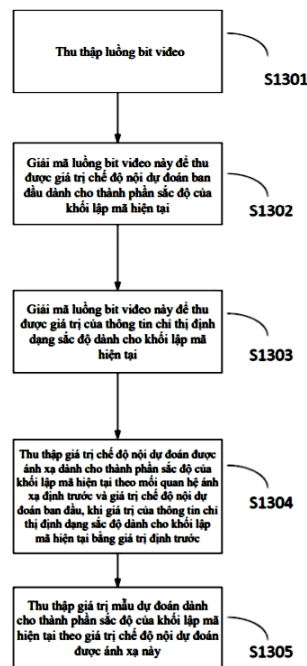 Thu thập luồng bit video
S1301
Giải mã luồng bit video này để thu
được giá trị chế độ nội dự đoán ban
đầu dành cho thành phần sắc độ của
khối lập mã hiện tại
S1302
Giải mã luồng bit video này để thu
được giá trị của thông tin chỉ thị định
dạng sắc độ dành cho khối lập mã
hiện tại
S1303
Thu thập giá trị chế độ nội dự đoán được
ánh xạ dành cho thành phần sắc độ của
khối lập mã hiện tại theo mối quan hệ ánh
xạ định trước và giá trị chế độ nội dự
đoán ban đầu, khi giá trị của thông tin chỉ
thị định dạng sắc độ dành cho khối lập
mã hiện tại bằng giá trị định trước
S1304
Thu thập giá trị mẫu dự đoán dành
cho thành phần sắc độ của khối lập mã
hiện tại theo giá trị chế độ nội dự đoán
được ánh xạ này
S1305